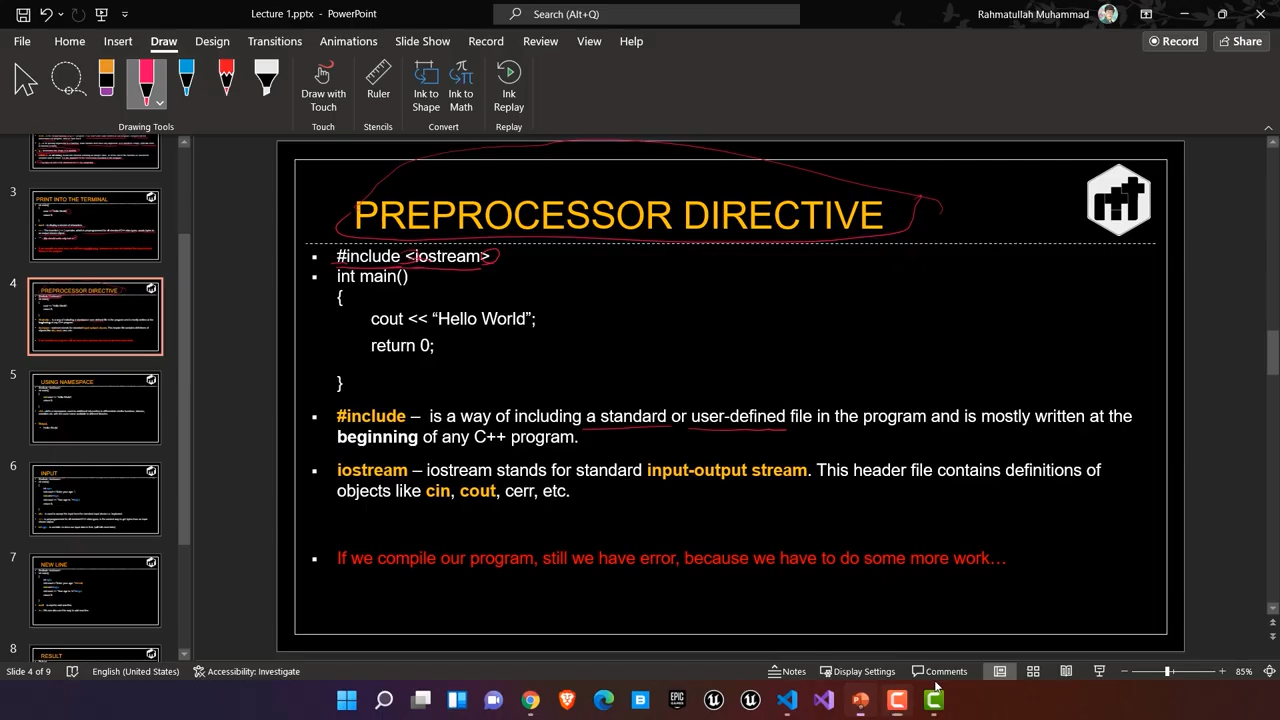 Lecture 1.pptx - PowerPoint
Search (Alt+Q)
Rahmatullah Muhammad
File Home Insert Draw Design Transitions Animations Slide Show Record Review View Help
Record Share
Draw with Touch
Ruler
Ink to Shape
Ink to Math
Ink Replay
Drawing Tools Touch Stencils Convert Replay
3
PRINT INTO THE TERMINAL
4
PREPROCESSOR DIRECTIVE
5
USING NAMESPACE
6
INPUT
7
NEW LINE
8
RESULT
PREPROCESSOR DIRECTIVE
▪ #include <iostream>
▪ int main()
{
cout << “Hello World”;
return 0;
}
▪ #include – is a way of including a standard or user-defined file in the program and is mostly written at the
beginning of any C++ program.
▪ iostream – iostream stands for standard input-output stream. This header file contains definitions of
objects like cin, cout, cerr, etc.
▪ If we compile our program, still we have error, because we have to do some more work…
Slide 4 of 9 English (United States) Accessibility: Investigate Notes Display Settings Comments 85%